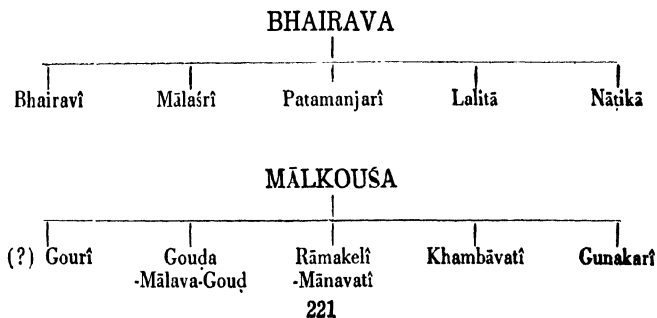 BHAIRAVA
Bhairavî Mālaśrî Patamanjarî Lalitā Nāṭikā
MĀLKOUŚA
(?) Gourî Gouḍa Rāmakelî Khambāvatî Gunakarî
-Mālava-Gouḍ -Mānavatî
221